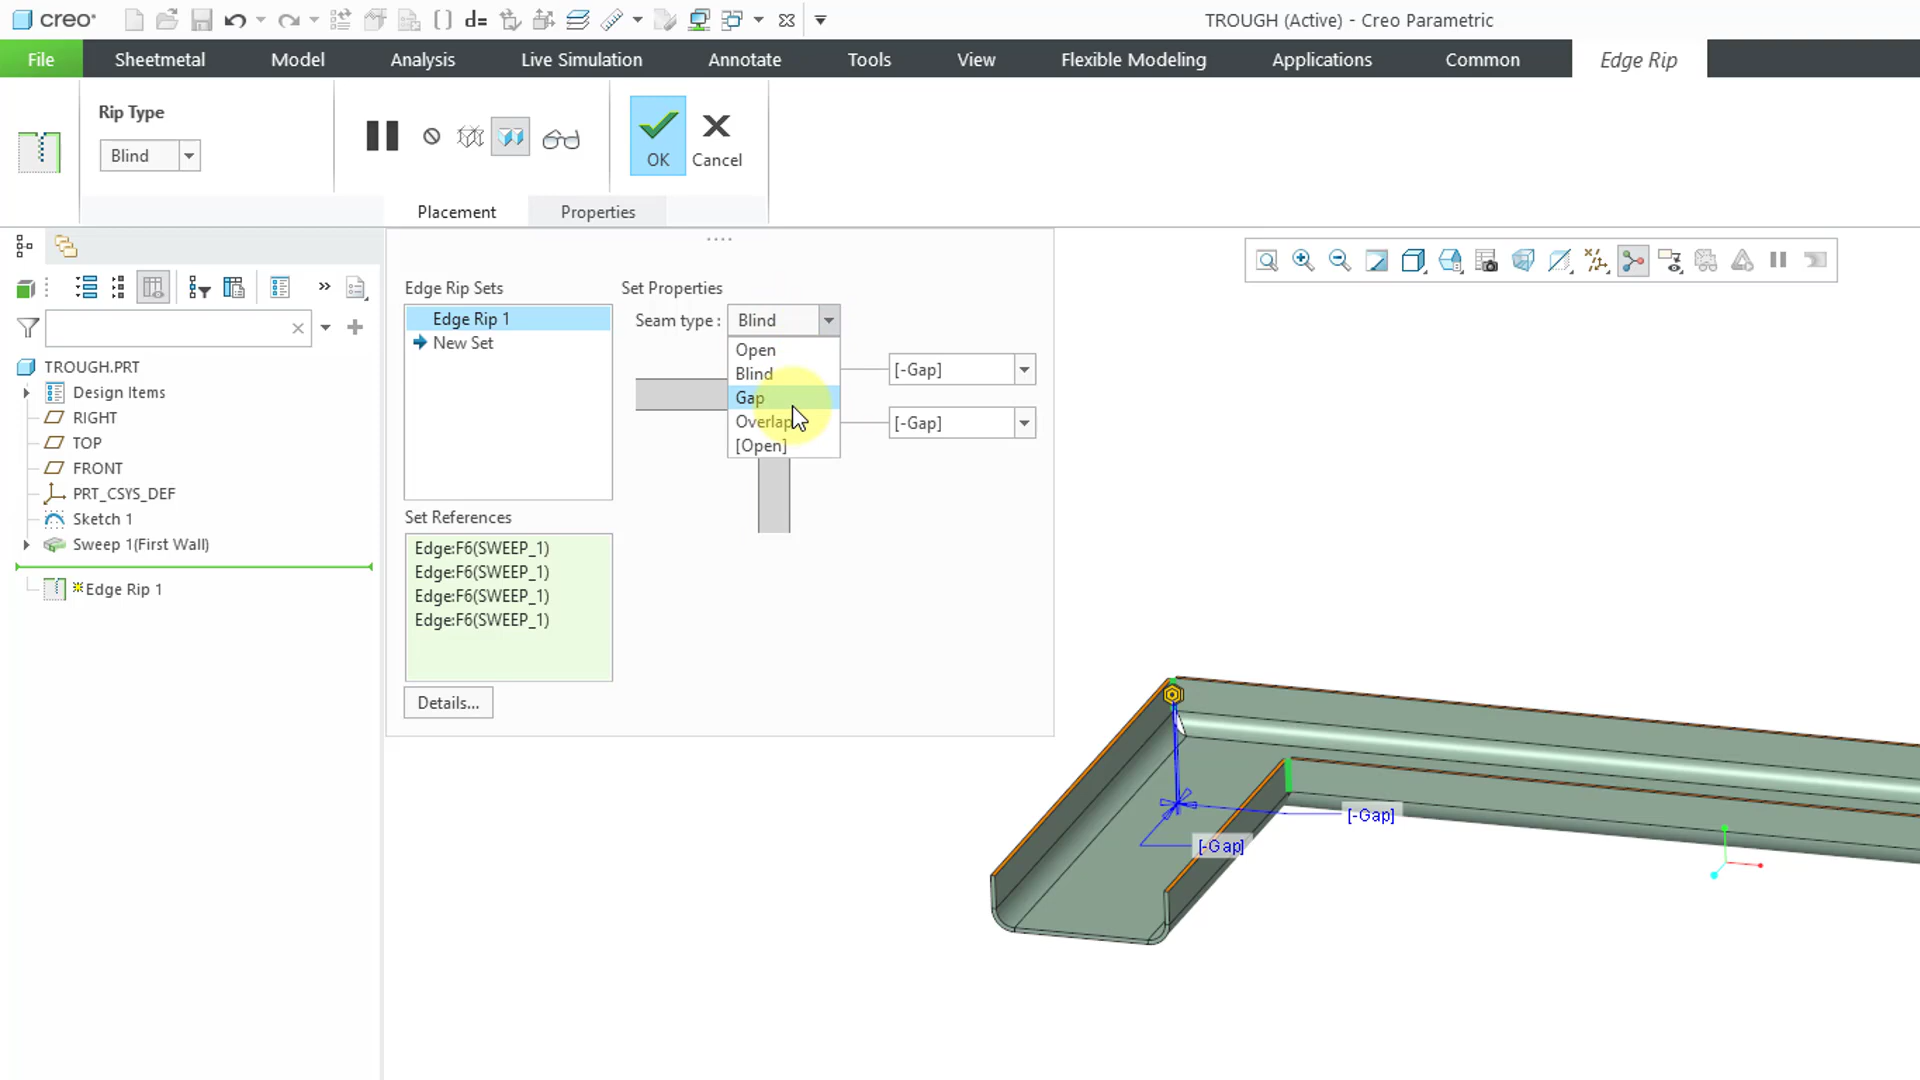 creo
d=
TROUGH (Active) - Creo Parametric
File Sheetmetal Model Analysis Live Simulation Annotate Tools View Flexible Modeling Applications Common Edge Rip
Rip Type
Blind
OK
Cancel
Placement Properties
Edge Rip Sets
Edge Rip 1
New Set
Set Properties
Seam type : Blind
Open
Blind
Gap
Overlap
[Open]
[-Gap]
[-Gap]
Set References
Edge:F6(SWEEP_1)
Edge:F6(SWEEP_1)
Edge:F6(SWEEP_1)
Edge:F6(SWEEP_1)
Details...
TROUGH.PRT
Design Items
RIGHT
TOP
FRONT
PRT_CSYS_DEF
Sketch 1
Sweep 1(First Wall)
Edge Rip 1
[-Gap]
[-Gap]